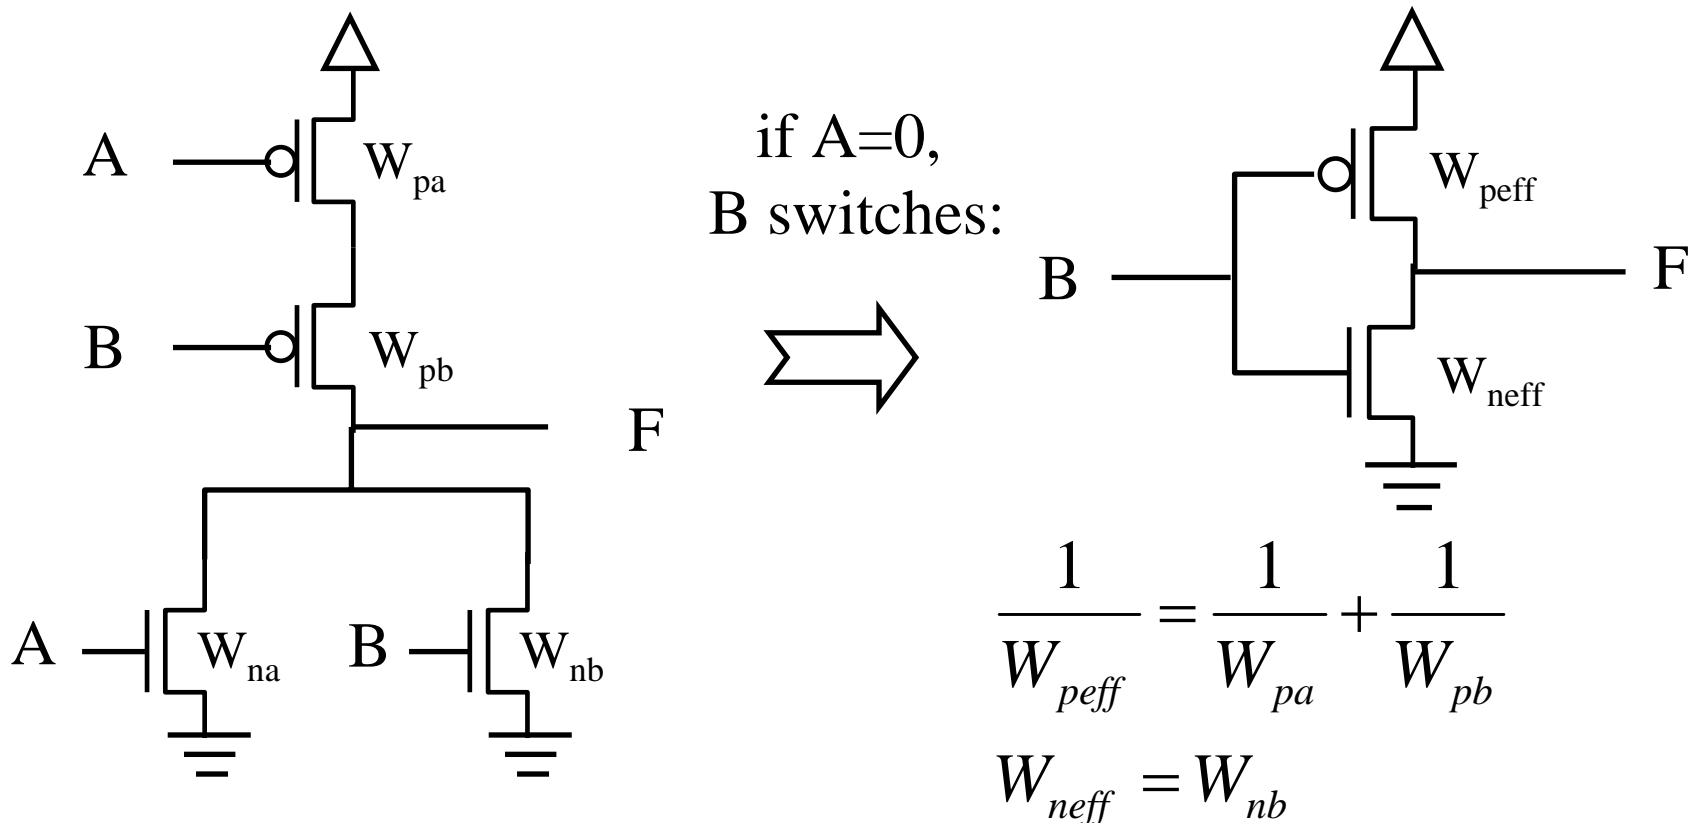 A
W_pa
B
W_pb
F
A
W_na
B
W_nb
if A=0,
B switches:
B
W_peff
F
W_neff
1/W_peff = 1/W_pa + 1/W_pb
W_neff = W_nb